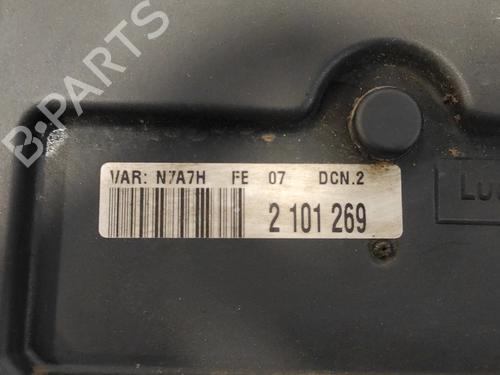 B-PARTS
VAR: N7A7H FE 07 DCN.2
2 101 269